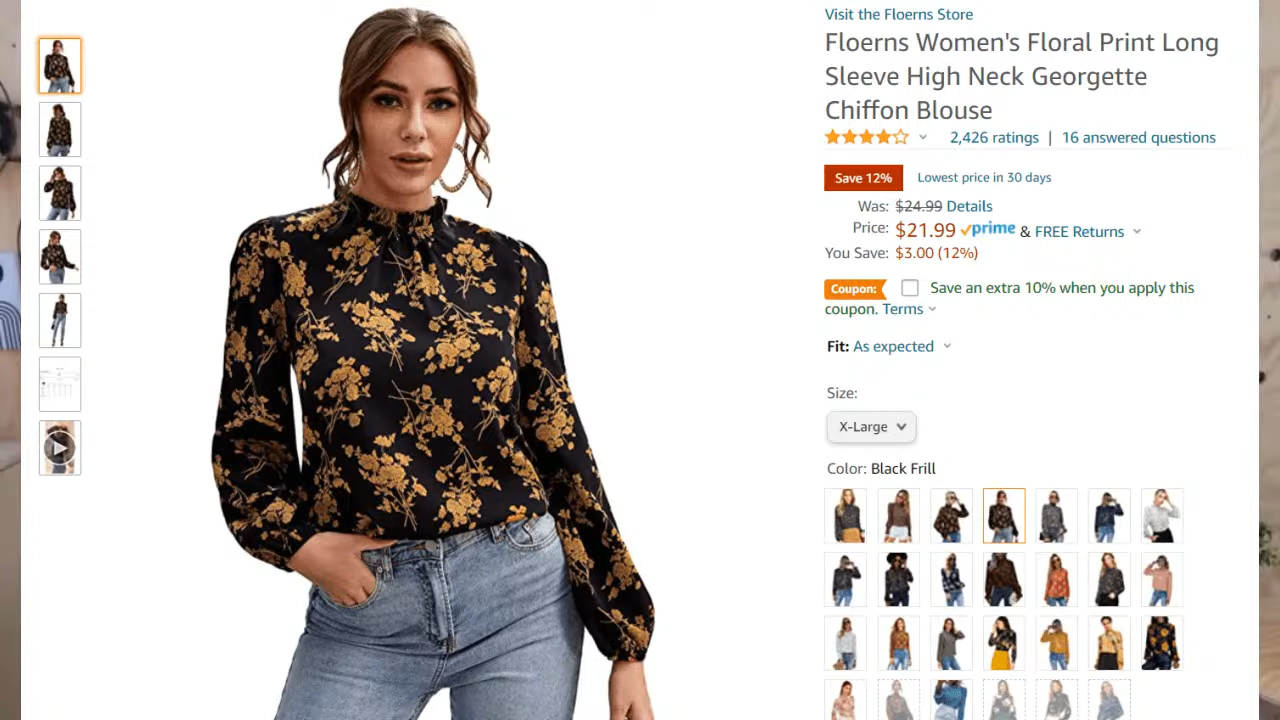 Visit the Floerns Store
Floerns Women's Floral Print Long
Sleeve High Neck Georgette
Chiffon Blouse
2,426 ratings | 16 answered questions
Save 12% Lowest price in 30 days
Was: $24.99 Details
Price: $21.99 prime & FREE Returns
You Save: $3.00 (12%)
Coupon: Save an extra 10% when you apply this
coupon. Terms
Fit: As expected
Size:
X-Large
Color: Black Frill